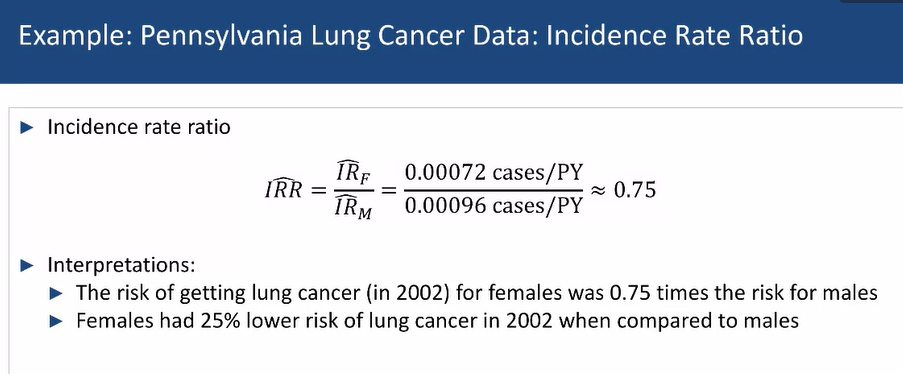 Example: Pennsylvania Lung Cancer Data: Incidence Rate Ratio
► Incidence rate ratio
$\widehat{IRR} = \frac{\widehat{IR}_F}{\widehat{IR}_M} = \frac{0.00072 \text{ cases/PY}}{0.00096 \text{ cases/PY}} \approx 0.75$
► Interpretations:
► The risk of getting lung cancer (in 2002) for females was 0.75 times the risk for males
► Females had 25% lower risk of lung cancer in 2002 when compared to males